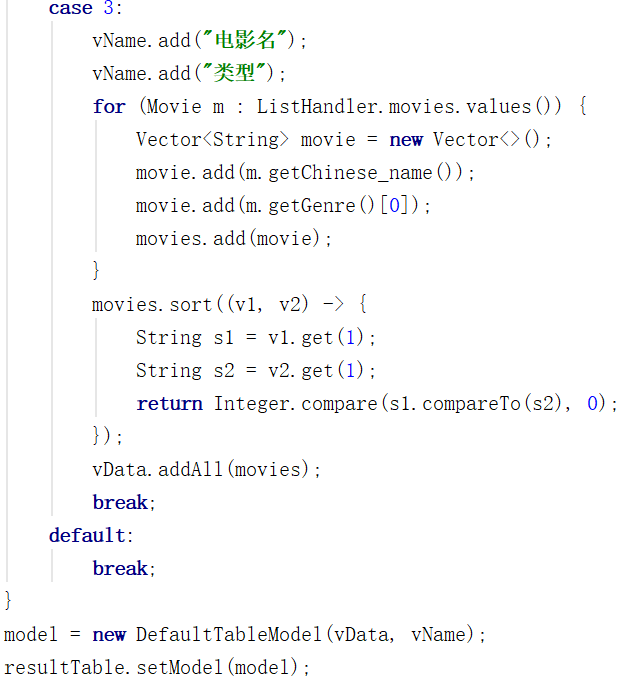 case 3:
vName.add("电影名");
vName.add("类型");
for (Movie m : ListHandler.movies.values()) {
Vector<String> movie = new Vector<>();
movie.add(m.getChinese_name());
movie.add(m.getGenre()[0]);
movies.add(movie);
}
movies.sort((v1, v2) -> {
String s1 = v1.get(1);
String s2 = v2.get(1);
return Integer.compare(s1.compareTo(s2), 0);
});
vData.addAll(movies);
break;
default:
break;
}
model = new DefaultTableModel(vData, vName);
resultTable.setModel(model);